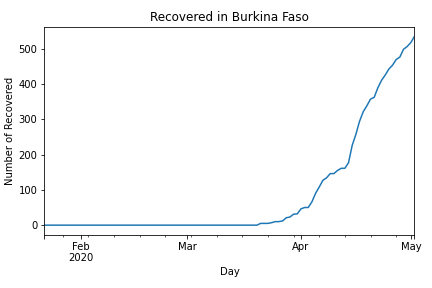 Recovered in Burkina Faso
Number of Recovered
500
400
300
200
100
0
Feb
2020
Mar
Apr
May
Day